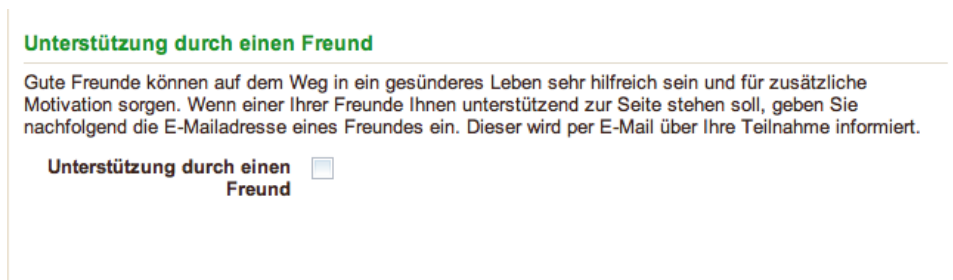 Unterstützung durch einen Freund
Gute Freunde können auf dem Weg in ein gesünderes Leben sehr hilfreich sein und für zusätzliche
Motivation sorgen. Wenn einer Ihrer Freunde Ihnen unterstützend zur Seite stehen soll, geben Sie
nachfolgend die E-Mailadresse eines Freundes ein. Dieser wird per E-Mail über Ihre Teilnahme informiert.
Unterstützung durch einen
Freund